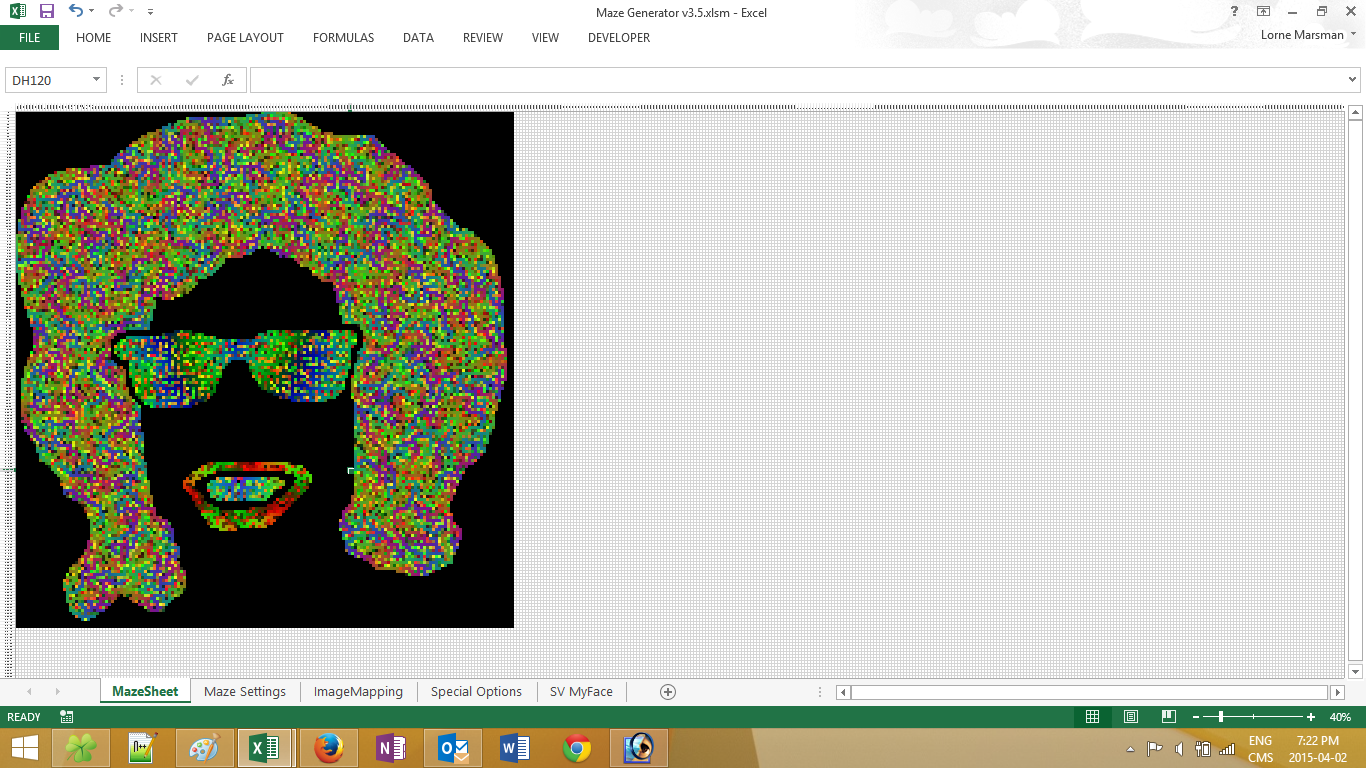 Maze Generator v3.5.xlsm - Excel
FILE HOME INSERT PAGE LAYOUT FORMULAS DATA REVIEW VIEW DEVELOPER Lorne Marsman
DH120 fx
MazeSheet Maze Settings ImageMapping Special Options SV MyFace
READY 40%
ENG 7:22 PM
CMS 2015-04-02